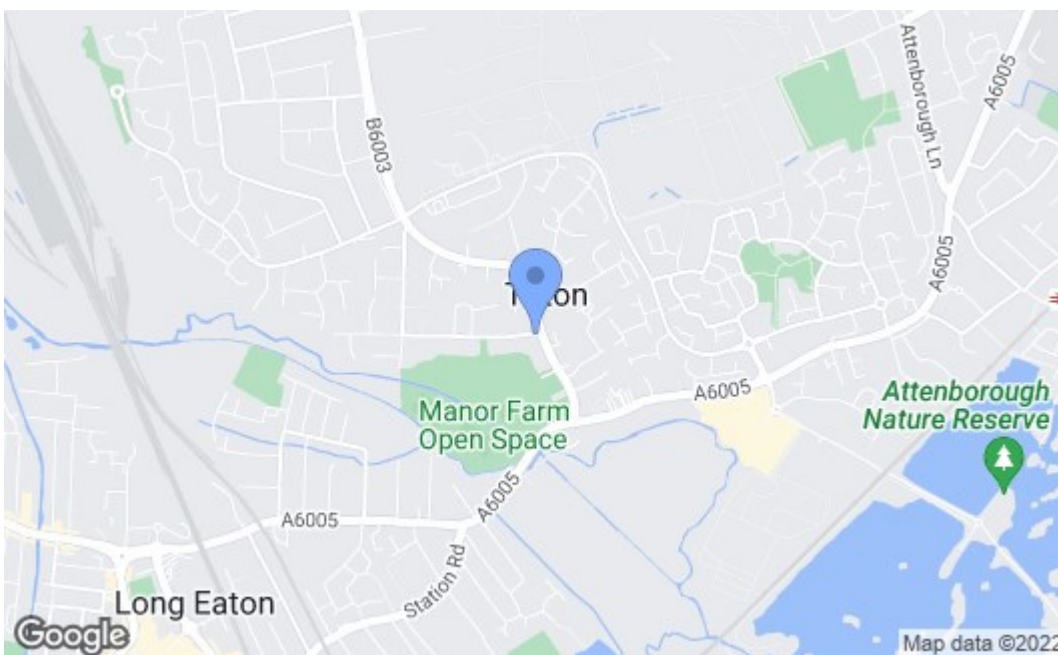 Attenborough Ln
A6005
B6003
A6005
A6005
Attenborough
Nature Reserve
Manor Farm
Open Space
A6005
A6005
Station Rd
Long Eaton
Google
Map data ©2022